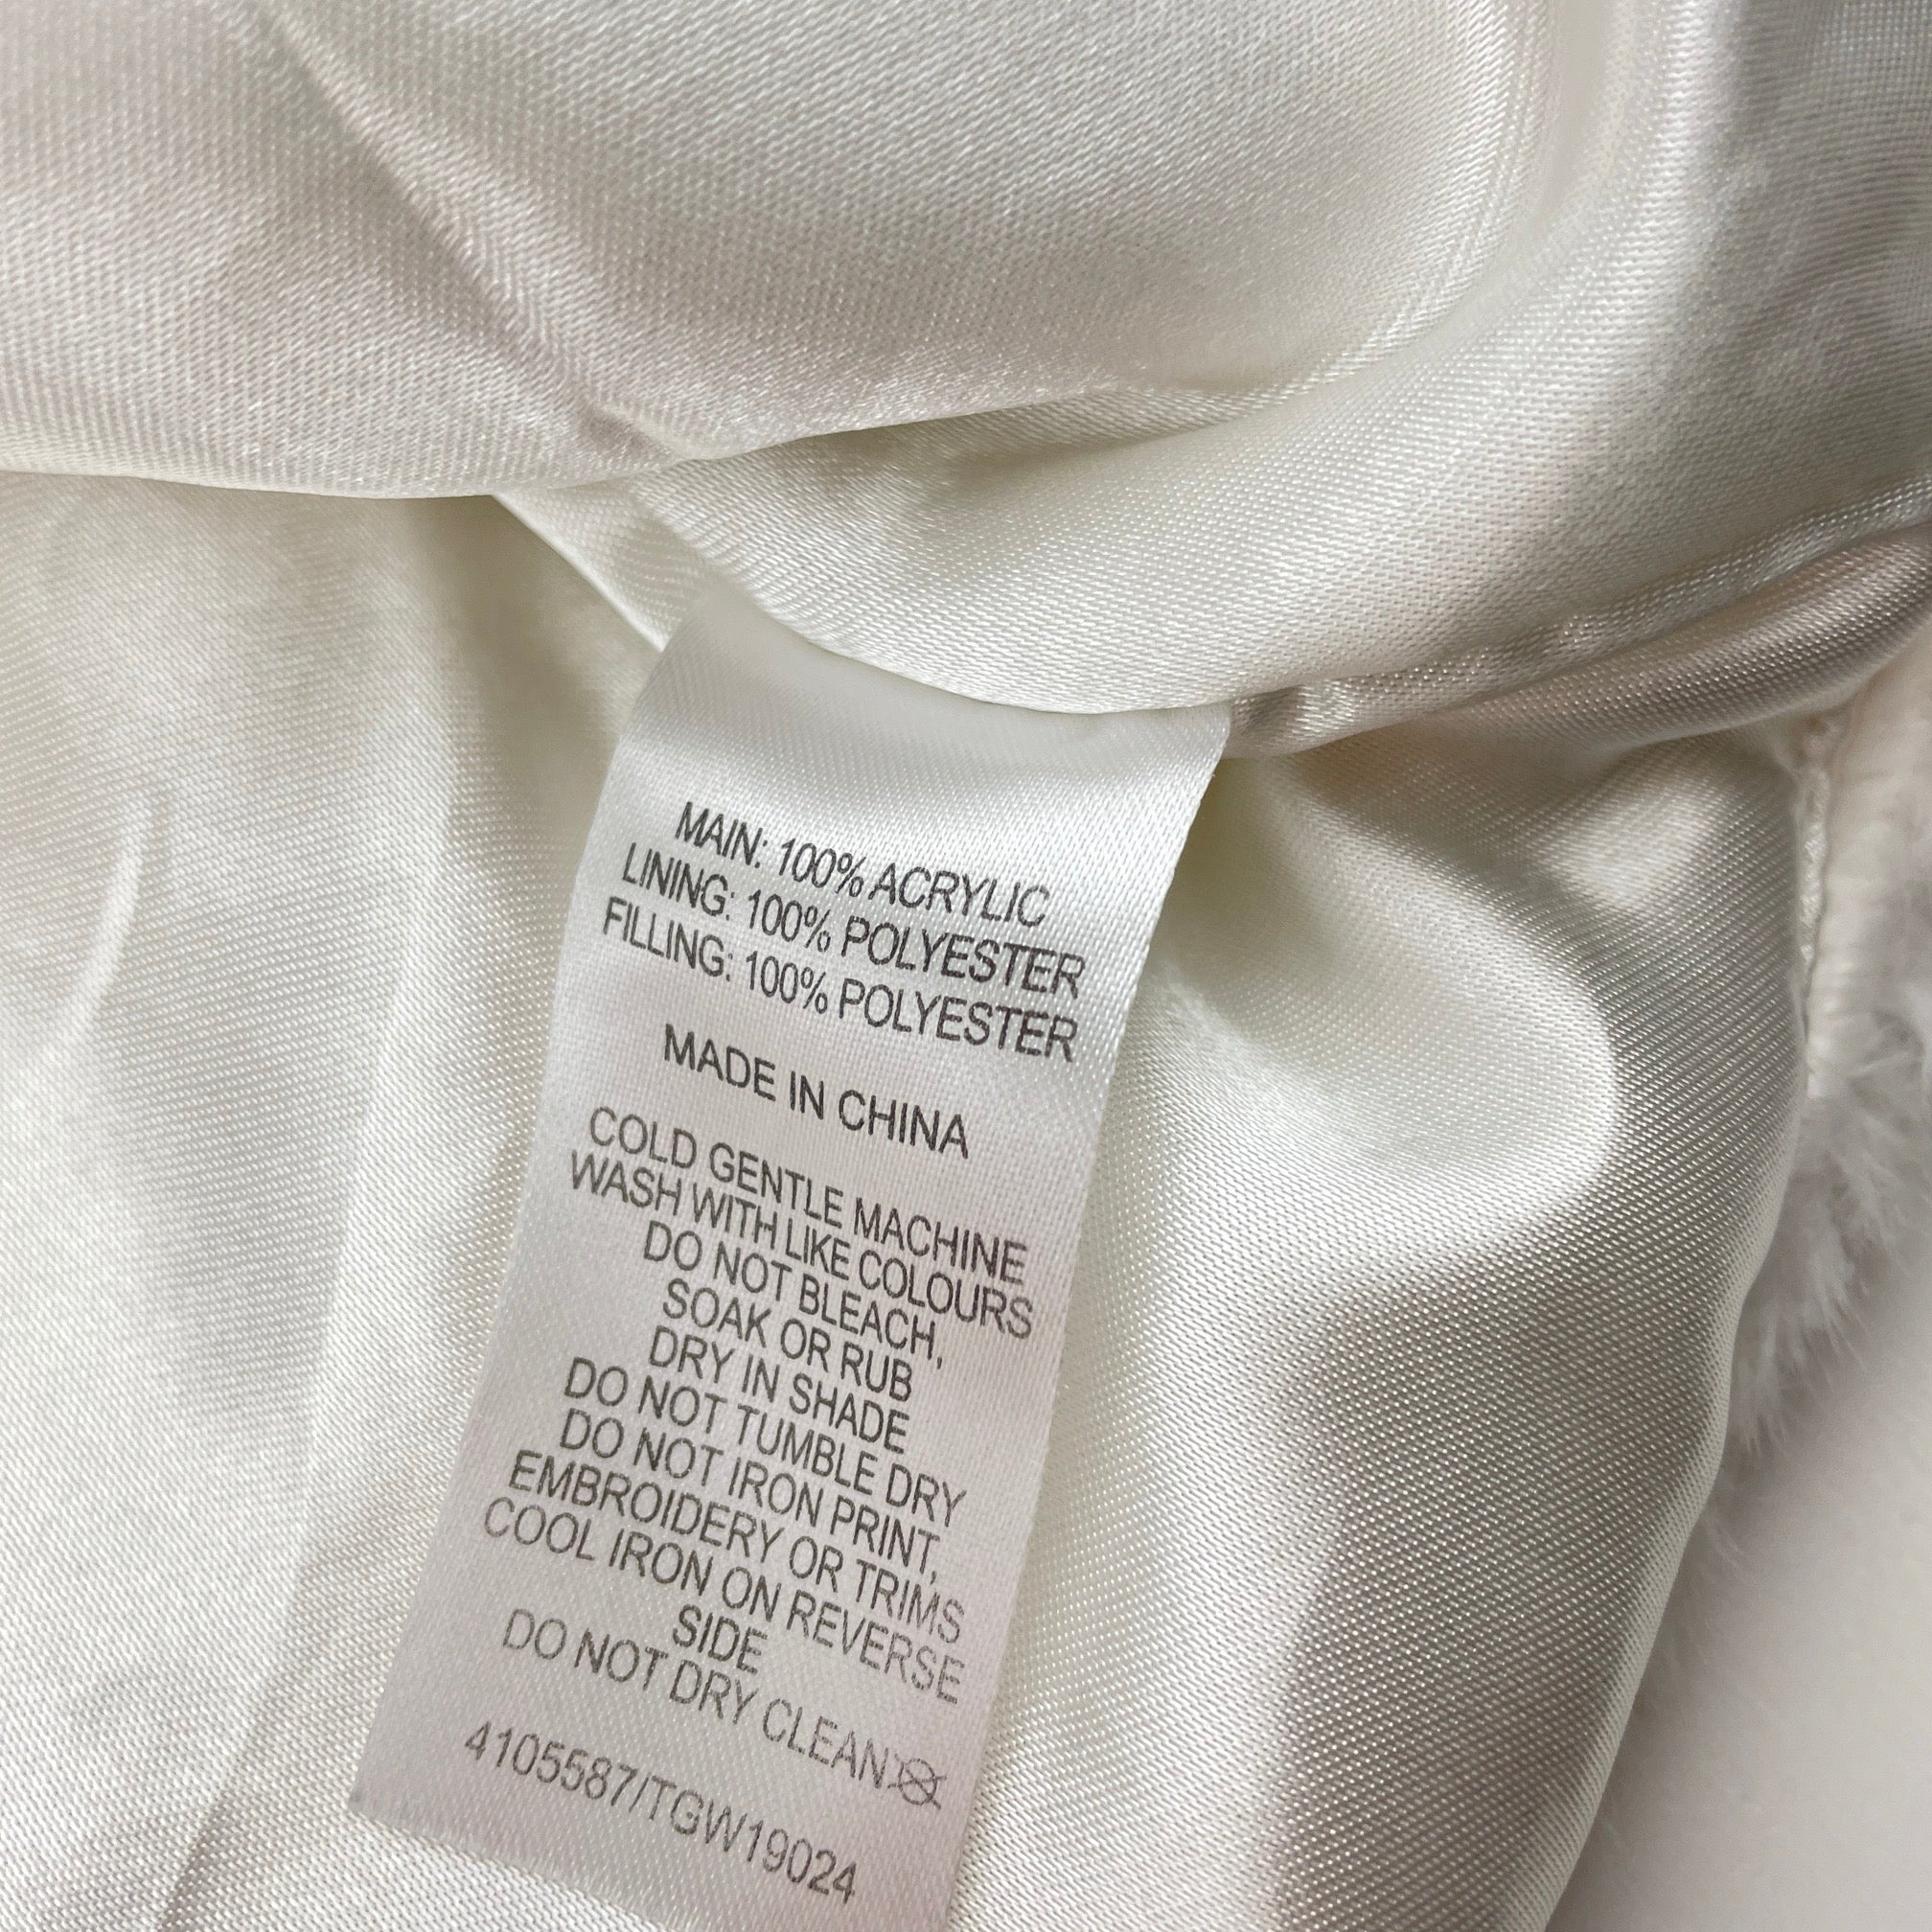 MAIN: 100% ACRYLIC
LINING: 100% POLYESTER
FILLING: 100% POLYESTER
MADE IN CHINA
COLD GENTLE MACHINE
WASH WITH LIKE COLOURS
DO NOT BLEACH,
SOAK OR RUB
DRY IN SHADE
DO NOT TUMBLE DRY
DO NOT IRON PRINT,
EMBROIDERY OR TRIMS
COOL IRON ON REVERSE
SIDE
DO NOT DRY CLEAN
4105587/TGW19024